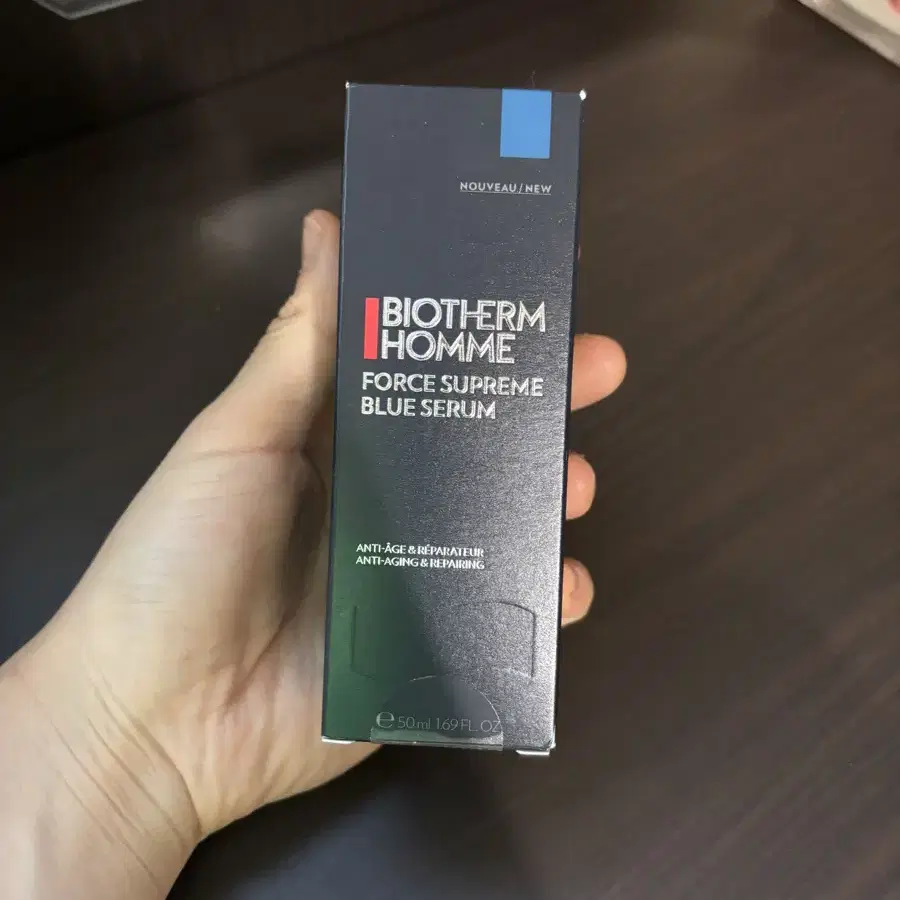 NOUVEAU/NEW
BIOTHERM
HOMME
FORCE SUPREME
BLUE SERUM
ANTI-ÂGE & RÉPARATEUR
ANTI-AGING & REPAIRING
℮ 50 ml 1.69 FL. OZ